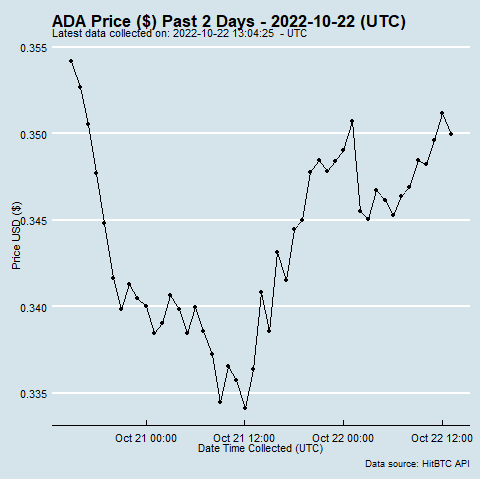 ADA Price ($) Past 2 Days - 2022-10-22 (UTC)
Latest data collected on: 2022-10-22 13:04:25  - UTC
0.355
0.350
0.345
0.340
0.335
Price USD ($)
Oct 21 00:00 Oct 21 12:00 Oct 22 00:00 Oct 22 12:00
Date Time Collected (UTC)
Data source: HitBTC API